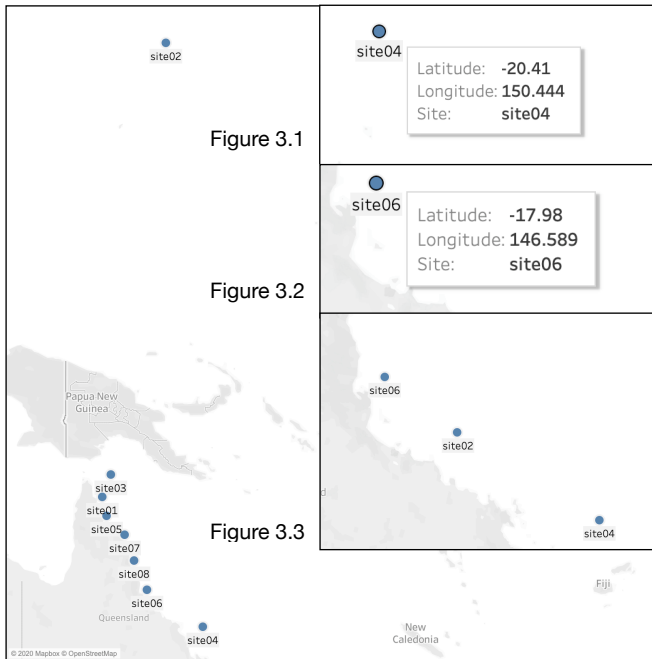 site02
Figure 3.1
site04
Latitude: -20.41
Longitude: 150.444
Site: site04
site06
Latitude: -17.98
Longitude: 146.589
Site: site06
Figure 3.2
Papua New
Guinea
site03
site01
site05
site07
site08
site06
Queensland
site04
© 2020 Mapbox © OpenStreetMap
Figure 3.3
site06
site02
d
site04
Fiji
New
Caledonia